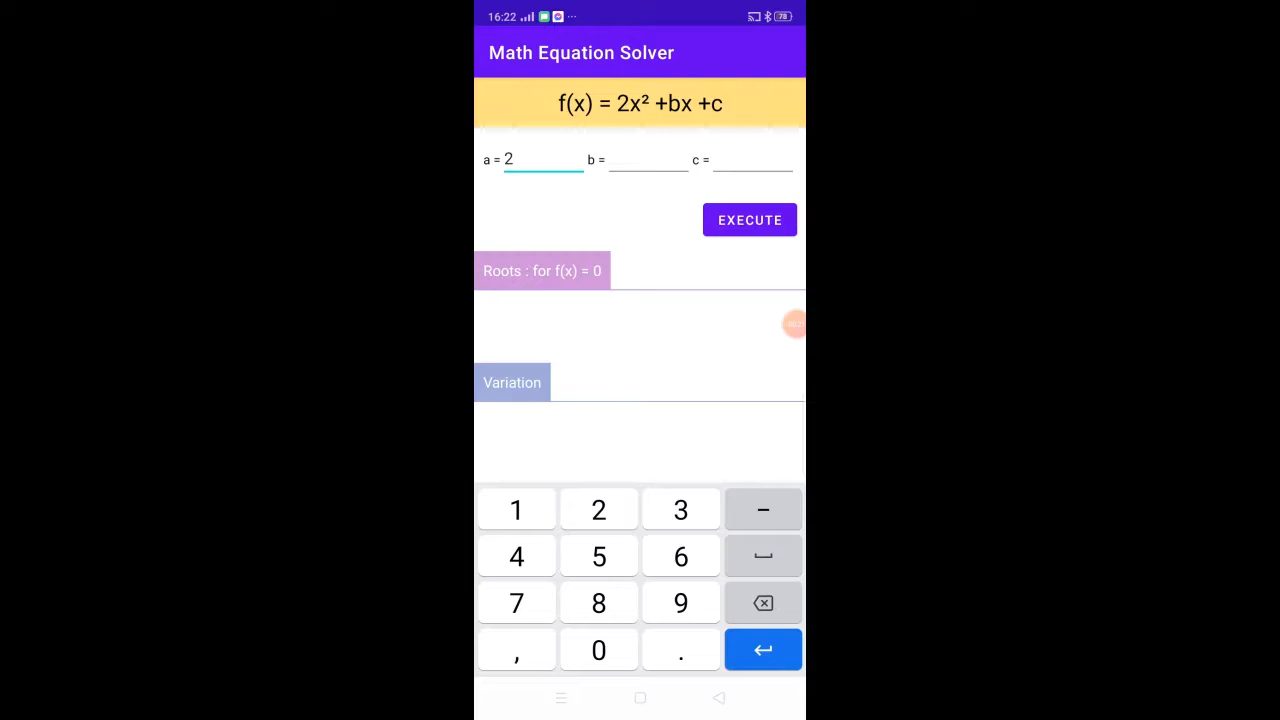 16:22 ... 78
Math Equation Solver
f(x) = 2x² +bx +c
a = 2 b = c =
EXECUTE
Roots : for f(x) = 0
Variation
1 2 3 -
4 5 6
7 8 9
, 0 .